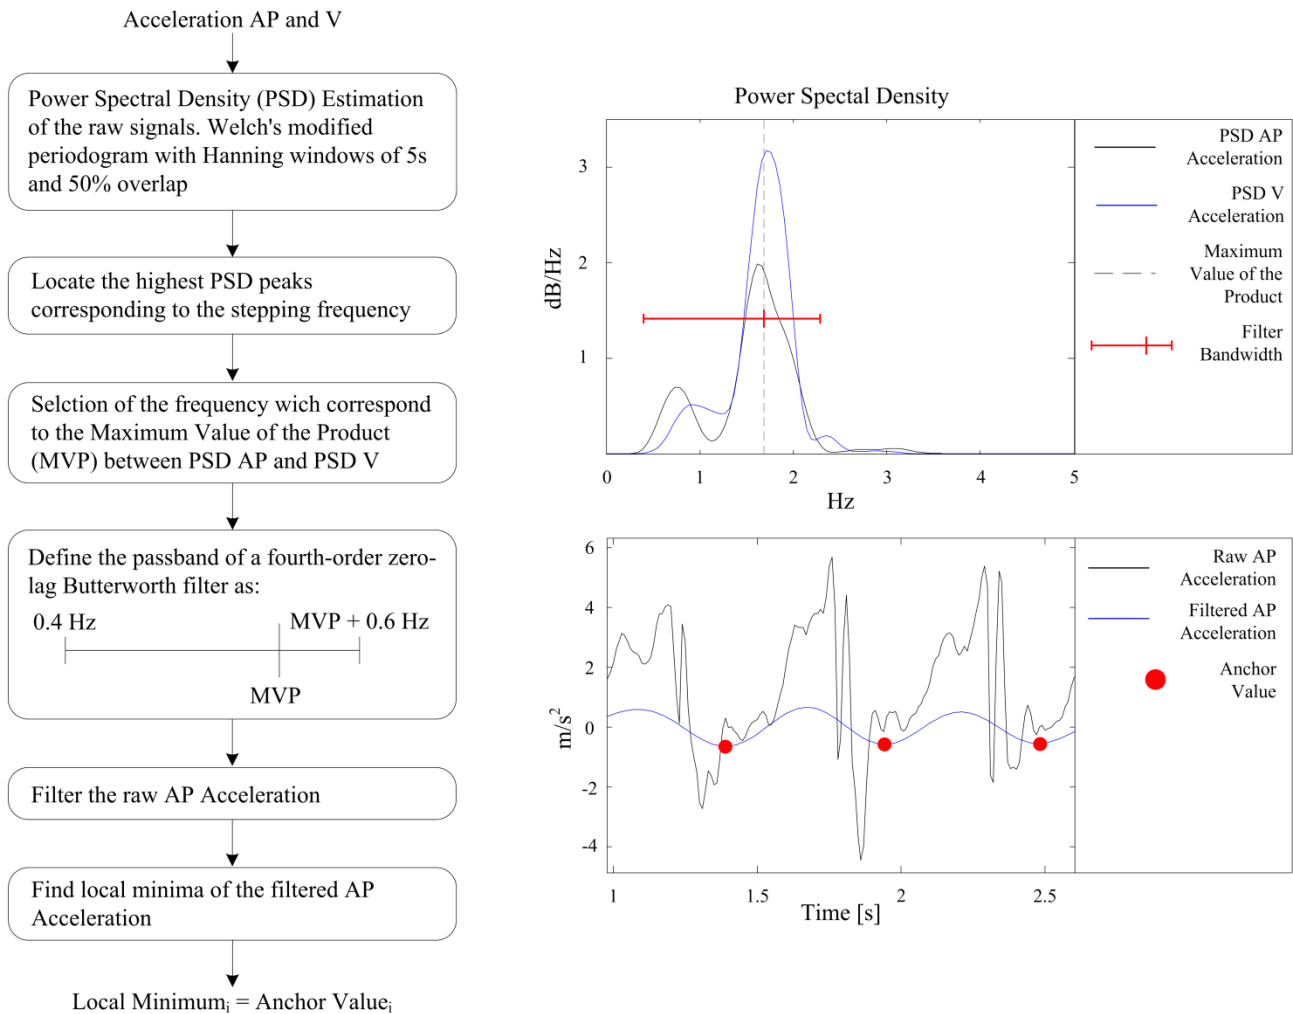 Acceleration AP and V
Power Spectral Density (PSD) Estimation
of the raw signals. Welch's modified
periodogram with Hanning windows of 5s
and 50% overlap
Locate the highest PSD peaks
corresponding to the stepping frequency
Selction of the frequency wich correspond
to the Maximum Value of the Product
(MVP) between PSD AP and PSD V
Define the passband of a fourth-order zero-
lag Butterworth filter as:
0.4 Hz
MVP + 0.6 Hz
MVP
Filter the raw AP Acceleration
Find local minima of the filtered AP
Acceleration
Local Minimumᵢ = Anchor Valueᵢ
Power Spectal Density
3
2
1
0
dB/Hz
0 1 2 3 4 5
Hz
PSD AP
Acceleration
PSD V
Acceleration
Maximum
Value of the
Product
Filter
Bandwidth
6
4
2
0
-2
-4
m/s²
1 1.5 2 2.5
Time [s]
Raw AP
Acceleration
Filtered AP
Acceleration
Anchor
Value